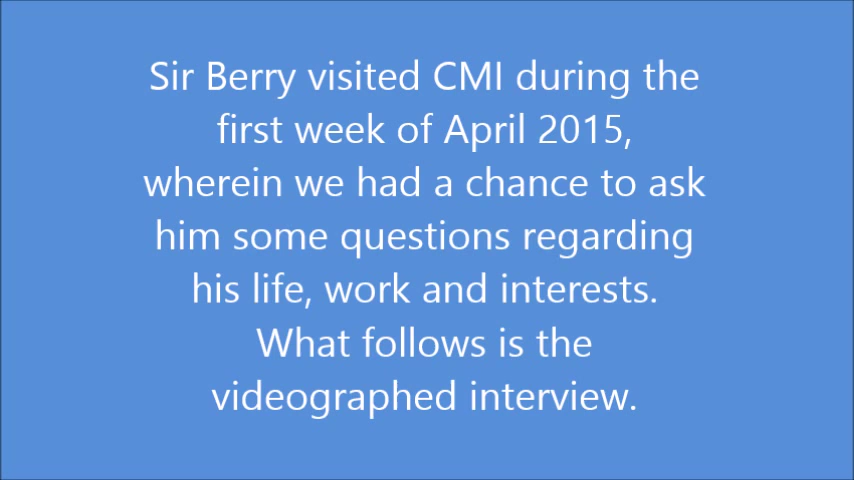 Sir Berry visited CMI during the
first week of April 2015,
wherein we had a chance to ask
him some questions regarding
his life, work and interests.
What follows is the
videographed interview.